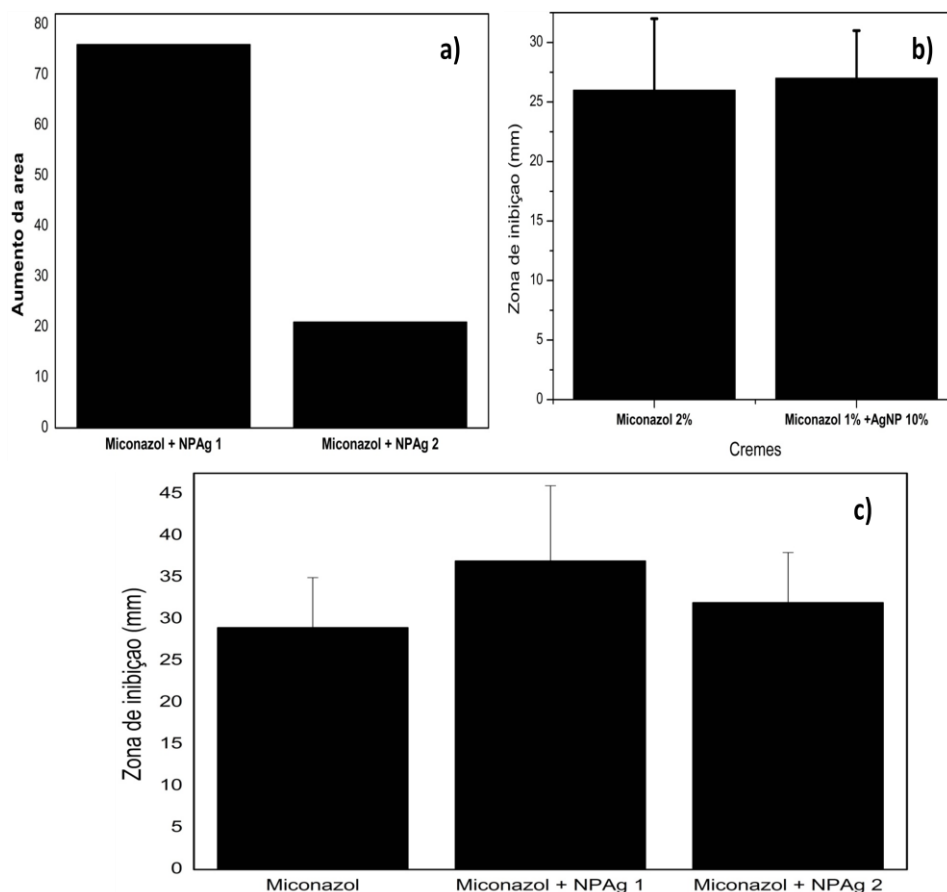 a)
Aumento da area
80
70
60
50
40
30
20
10
0
Miconazol + NPAg 1
Miconazol + NPAg 2
b)
Zona de inibiçao (mm)
30
25
20
15
10
5
0
Miconazol 2%
Miconazol 1% +AgNP 10%
Cremes
c)
Zona de inibiçao (mm)
45
40
35
30
25
20
15
10
5
0
Miconazol
Miconazol + NPAg 1
Miconazol + NPAg 2